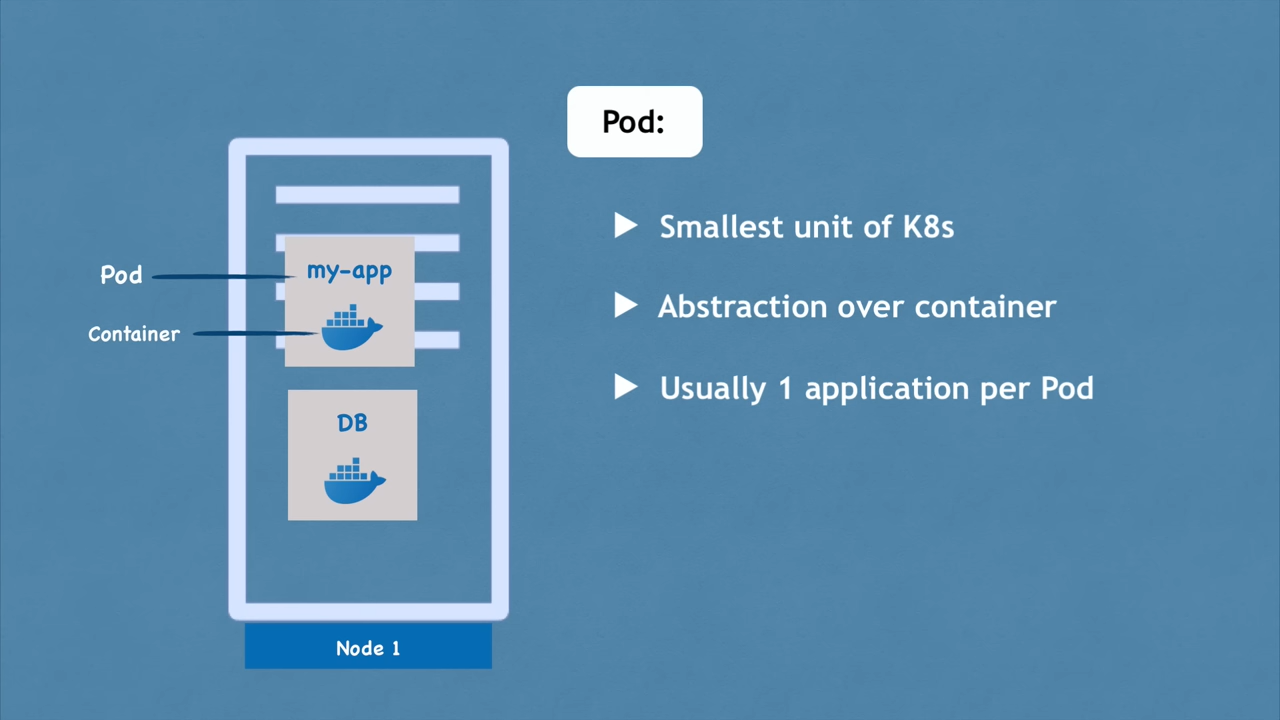 Pod:
Smallest unit of K8s
Abstraction over container
Usually 1 application per Pod
Pod
my-app
Container
DB
Node 1